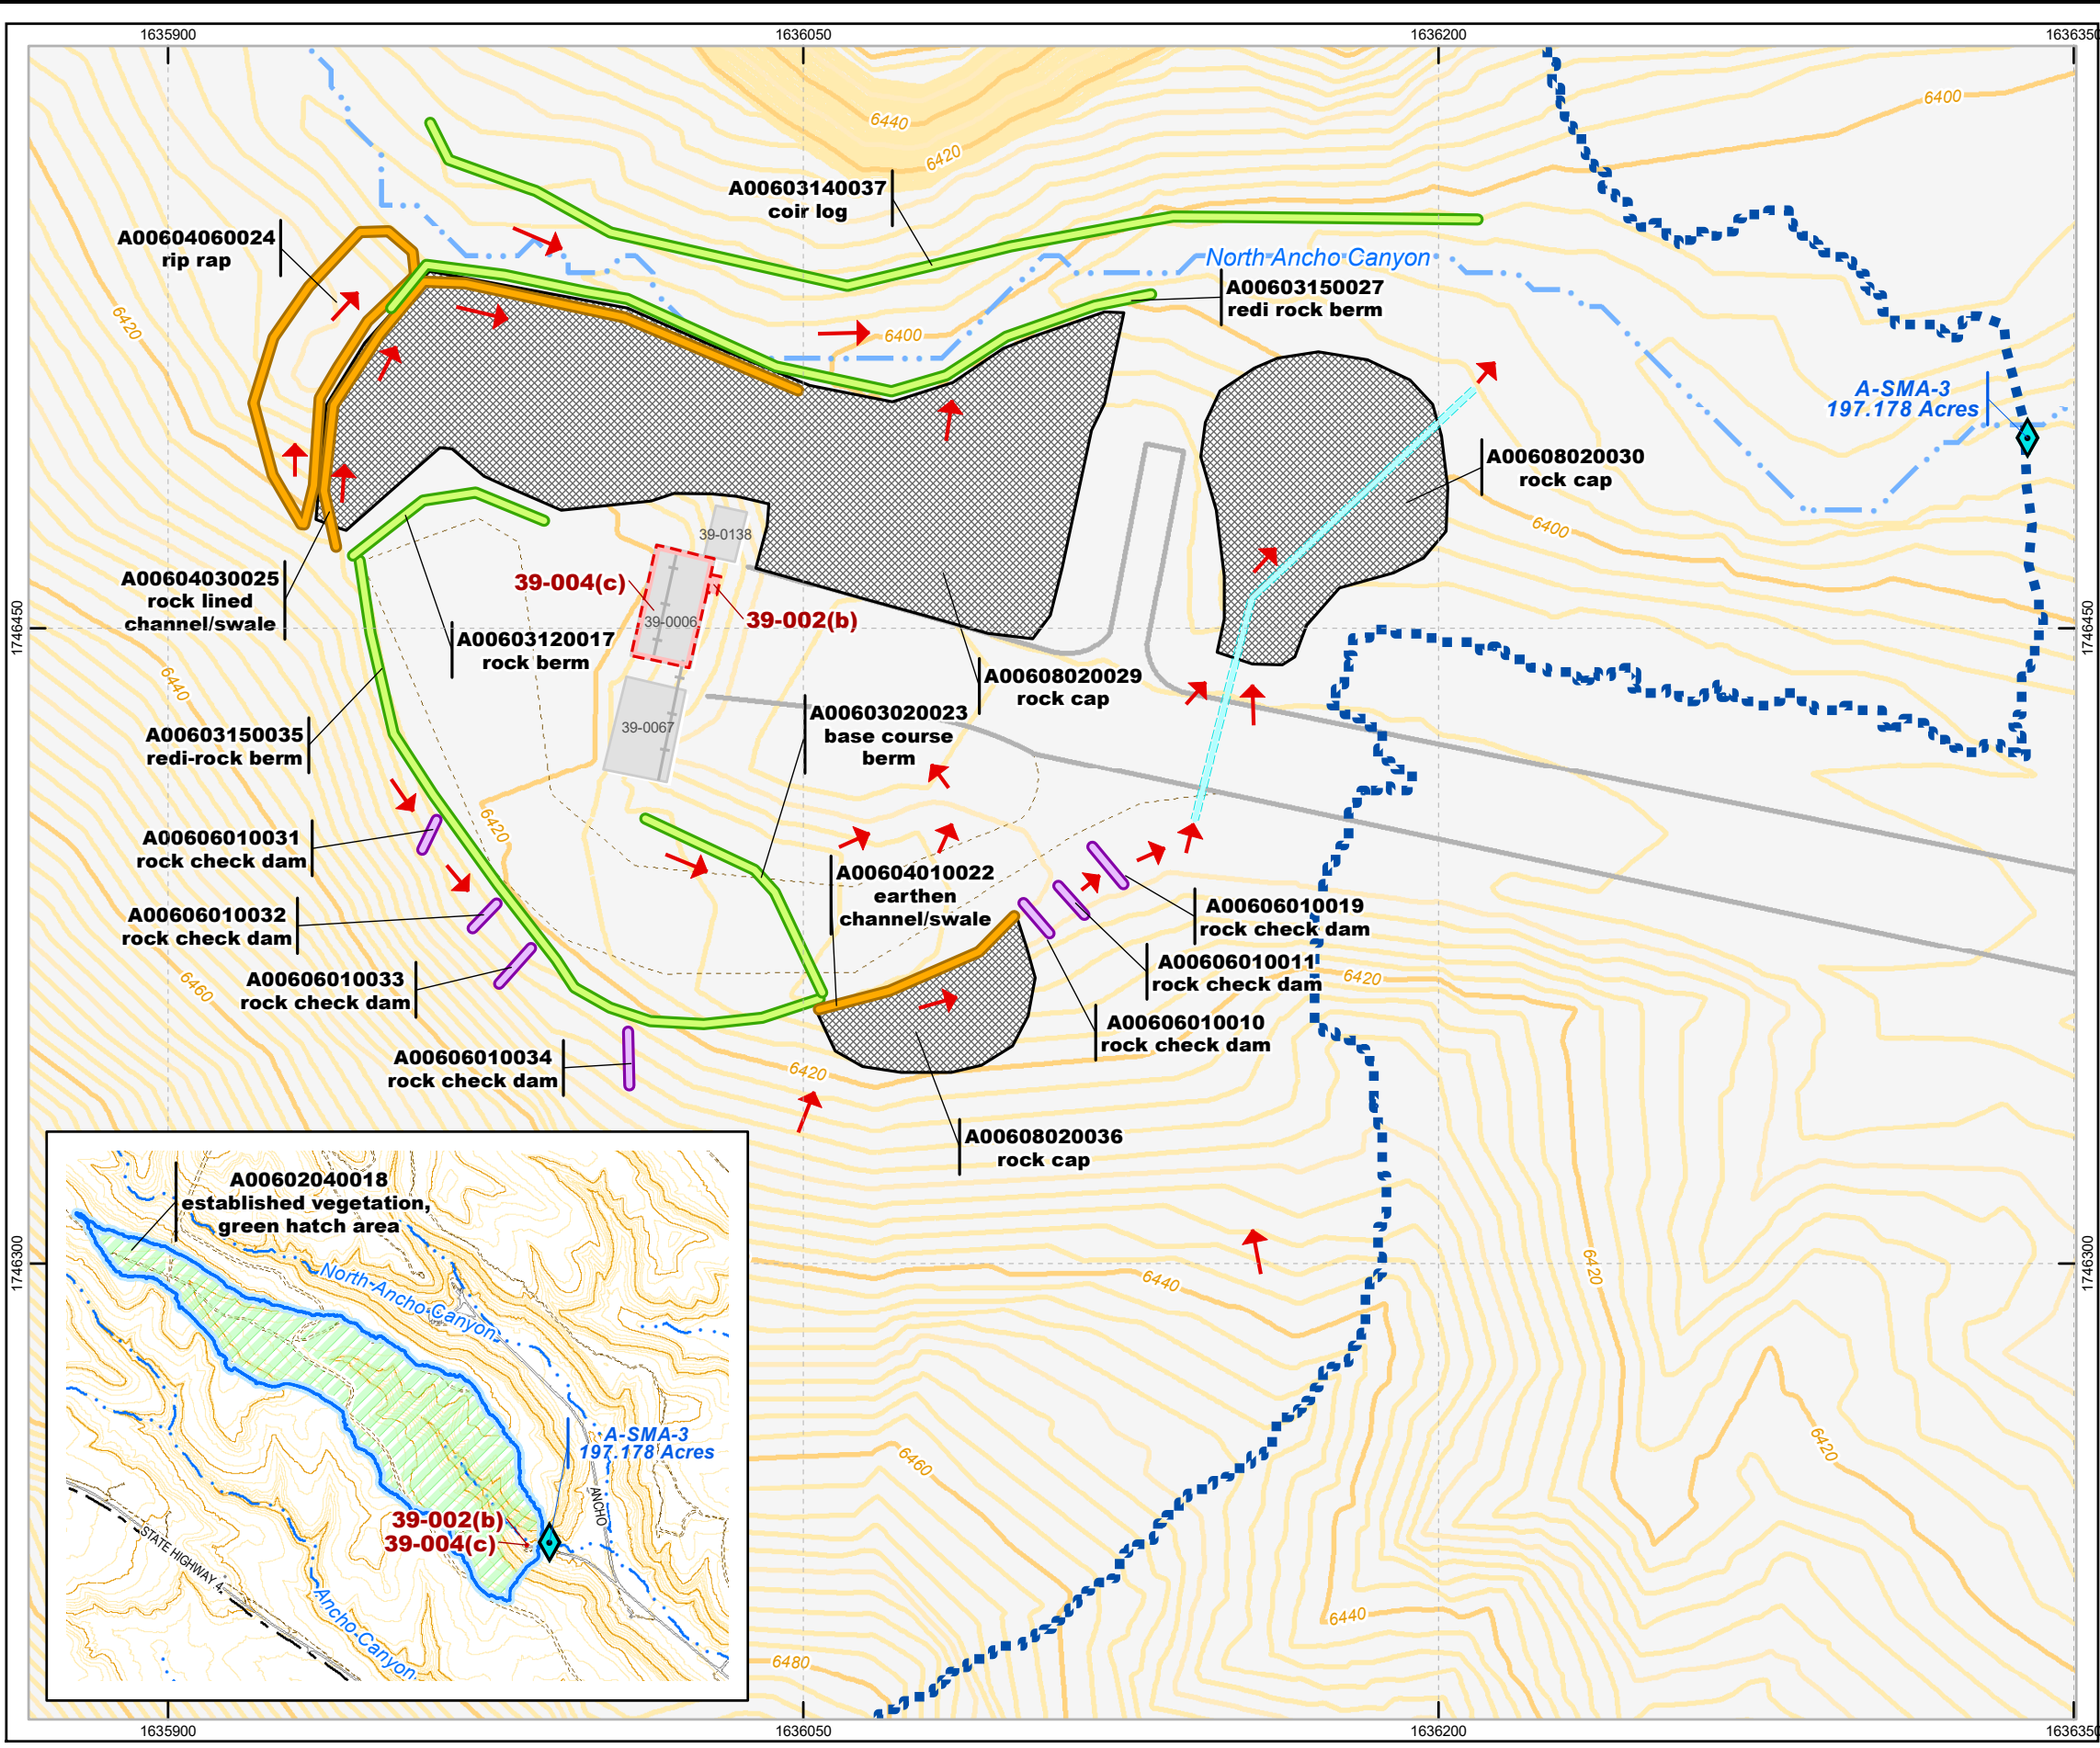 1635900
1636050
1636200
1636350
6400
6440
6420
A00603140037
coir log
A00604060024
rip rap
North Ancho Canyon
A00603150027
redi rock berm
6420
6400
A-SMA-3
197.178 Acres
A00608020030
rock cap
6400
39-0138
39-004(c)
A00604030025
rock lined
channel/swale
39-0006
39-002(b)
1746450
1746450
A00603120017
rock berm
A00608020029
rock cap
6440
A00603020023
base course
berm
39-0067
A00603150035
redi-rock berm
6420
A00606010031
rock check dam
A00604010022
earthen
channel/swale
A00606010019
rock check dam
A00606010032
rock check dam
A00606010011
rock check dam
6420
A00606010033
rock check dam
6460
A00606010010
rock check dam
A00606010034
rock check dam
6420
A00608020036
rock cap
A00602040018
established vegetation,
green hatch area
1746300
1746300
6440
6420
North Ancho Canyon
A-SMA-3
197.178 Acres
6420
6460
ANCHO
39-002(b)
39-004(c)
STATE HIGHWAY 4
Ancho Canyon
6440
6480
1635900
1636050
1636200
1636350